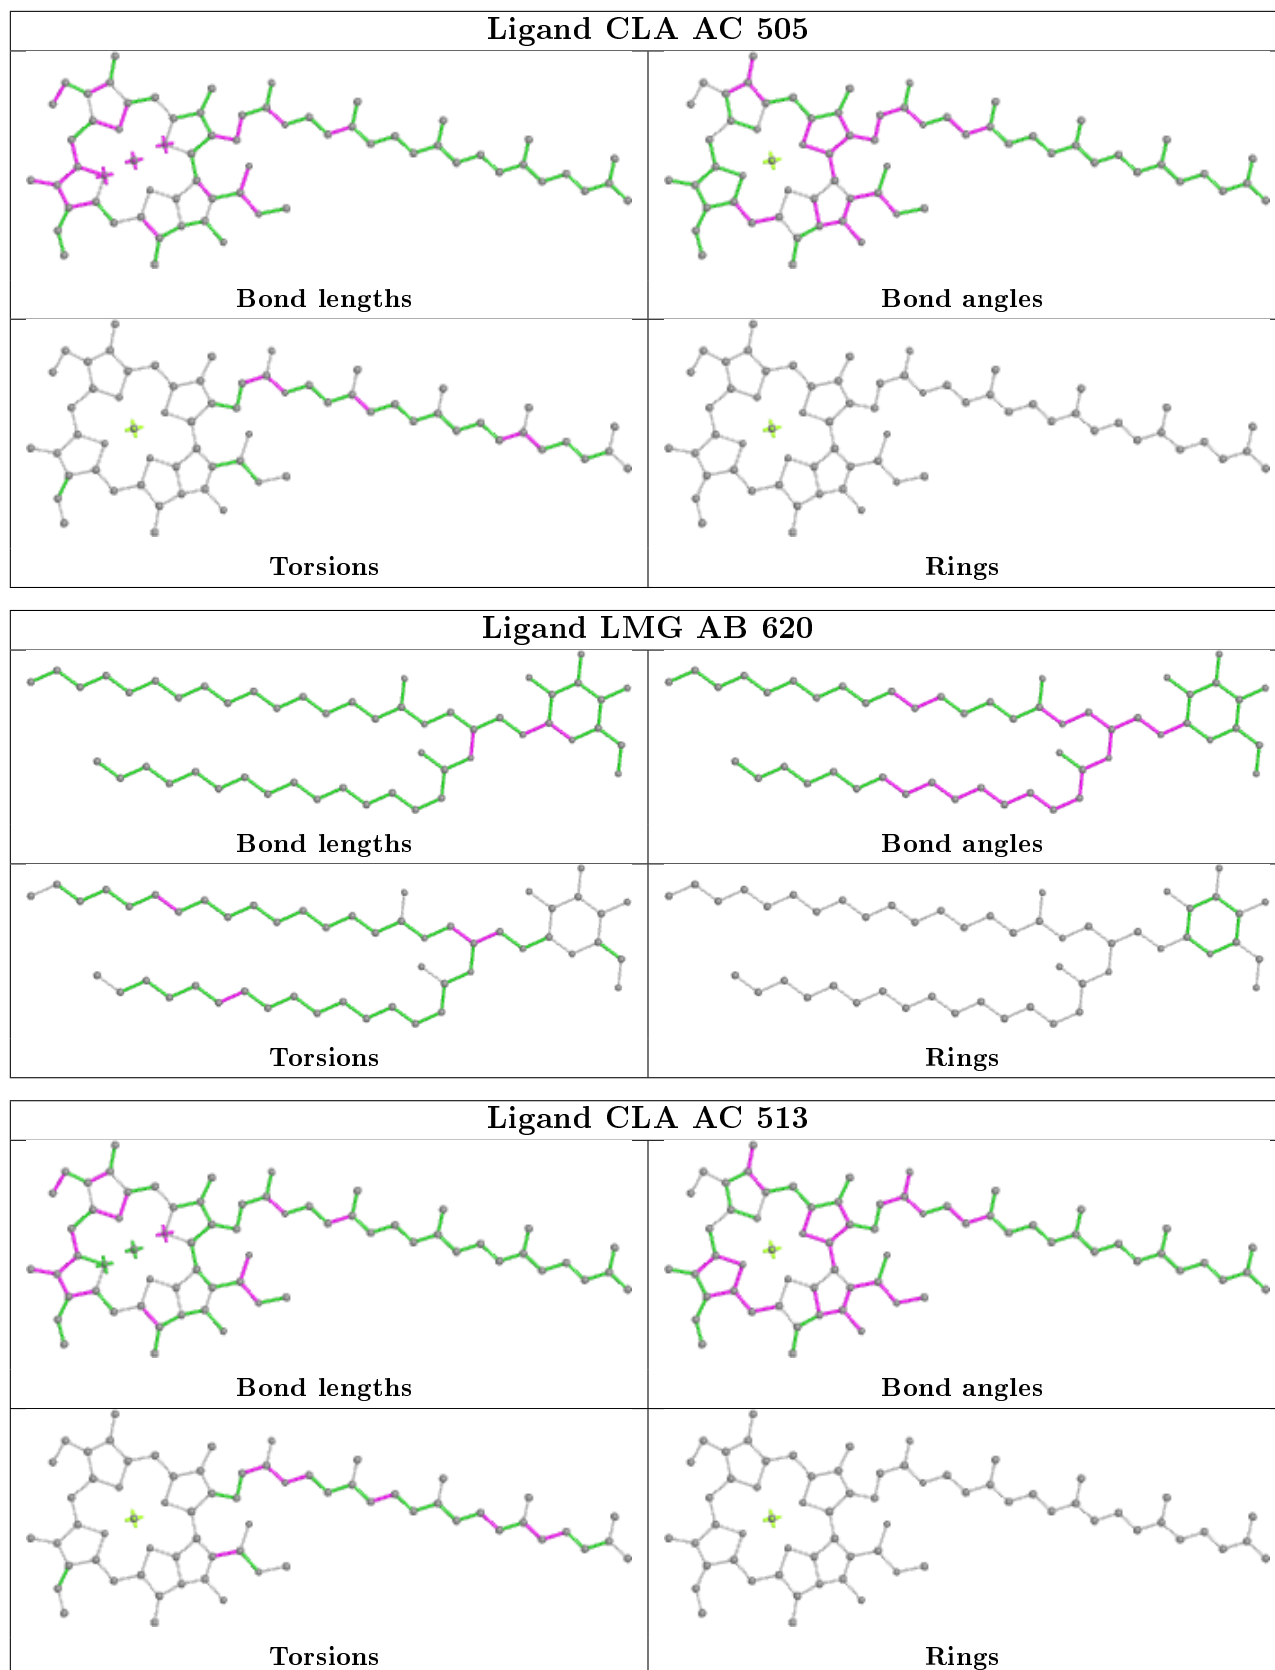 Ligand CLA AC 505
Bond lengths
Bond angles
Torsions
Rings
Ligand LMG AB 620
Bond lengths
Bond angles
Torsions
Rings
Ligand CLA AC 513
Bond lengths
Bond angles
Torsions
Rings